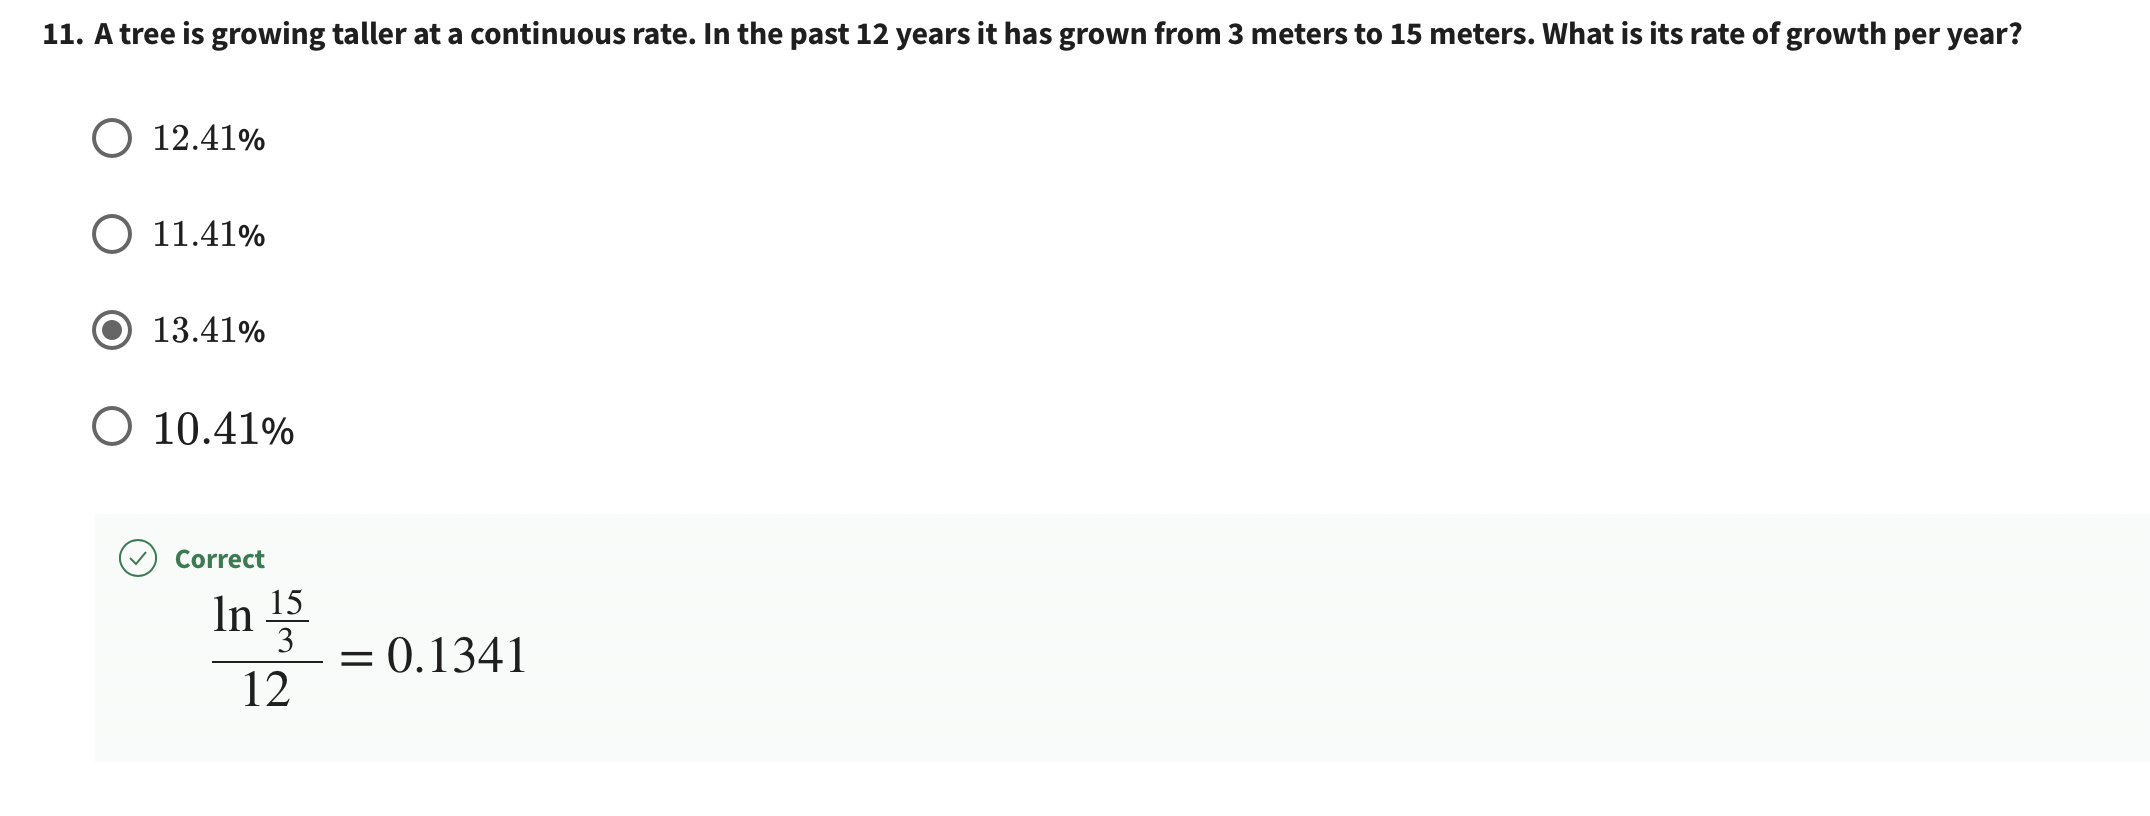 11. A tree is growing taller at a continuous rate. In the past 12 years it has grown from 3 meters to 15 meters. What is its rate of growth per year?
12.41%
11.41%
13.41%
10.41%
Correct
ln 15/3
/12 = 0.1341